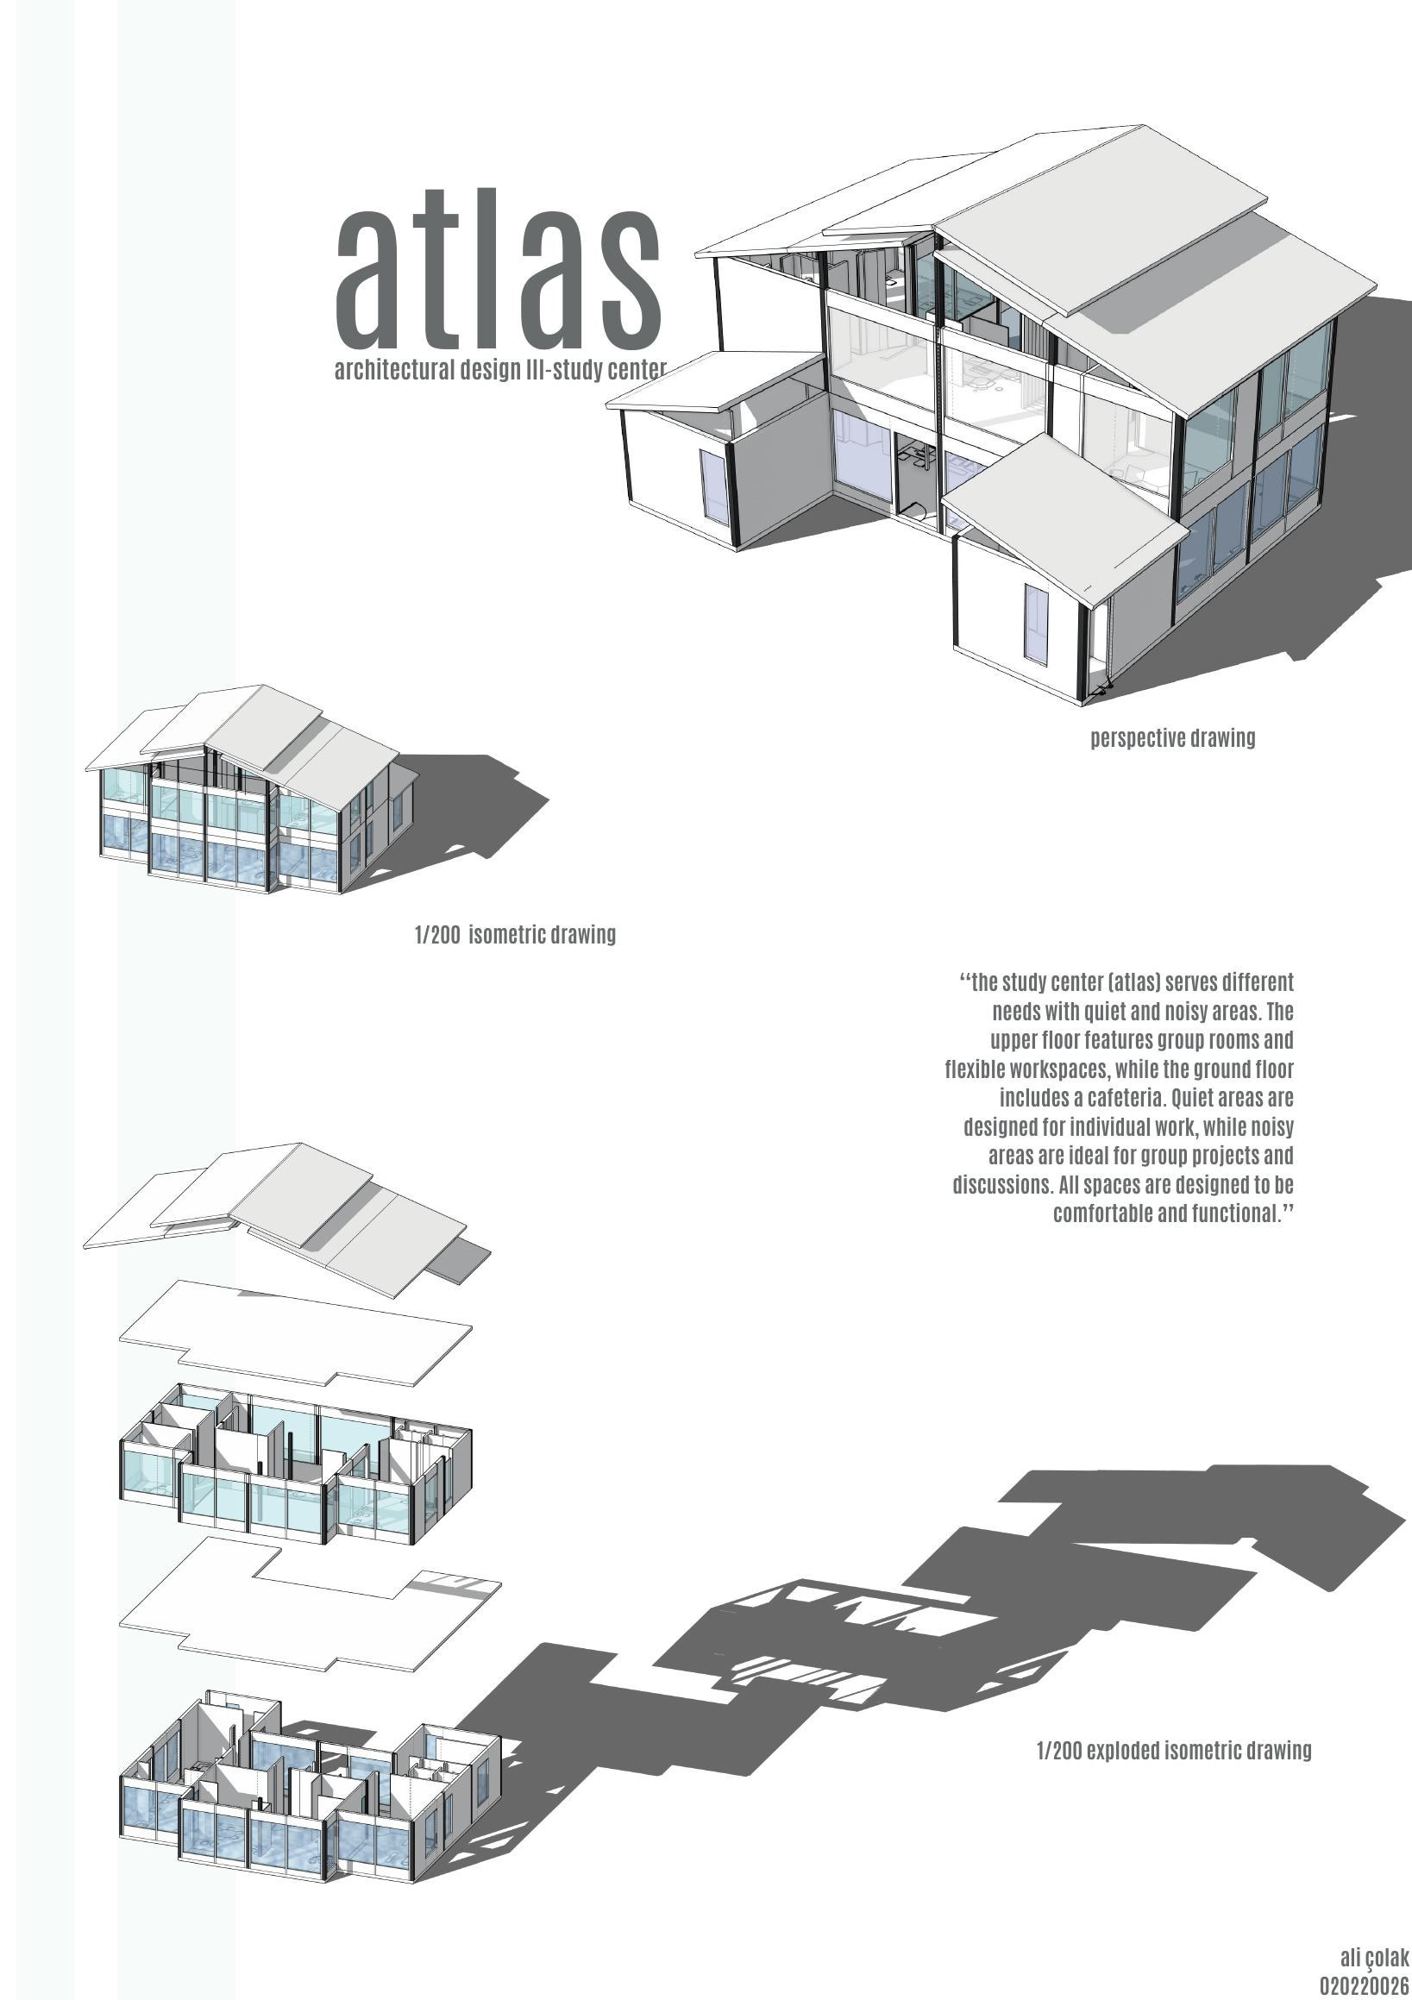 atlas
architectural design III-study center
perspective drawing
1/200 isometric drawing
“the study center (atlas) serves different
needs with quiet and noisy areas. The
upper floor features group rooms and
flexible workspaces, while the ground floor
includes a cafeteria. Quiet areas are
designed for individual work, while noisy
areas are ideal for group projects and
discussions. All spaces are designed to be
comfortable and functional.”
1/200 exploded isometric drawing
ali çolak
020220026